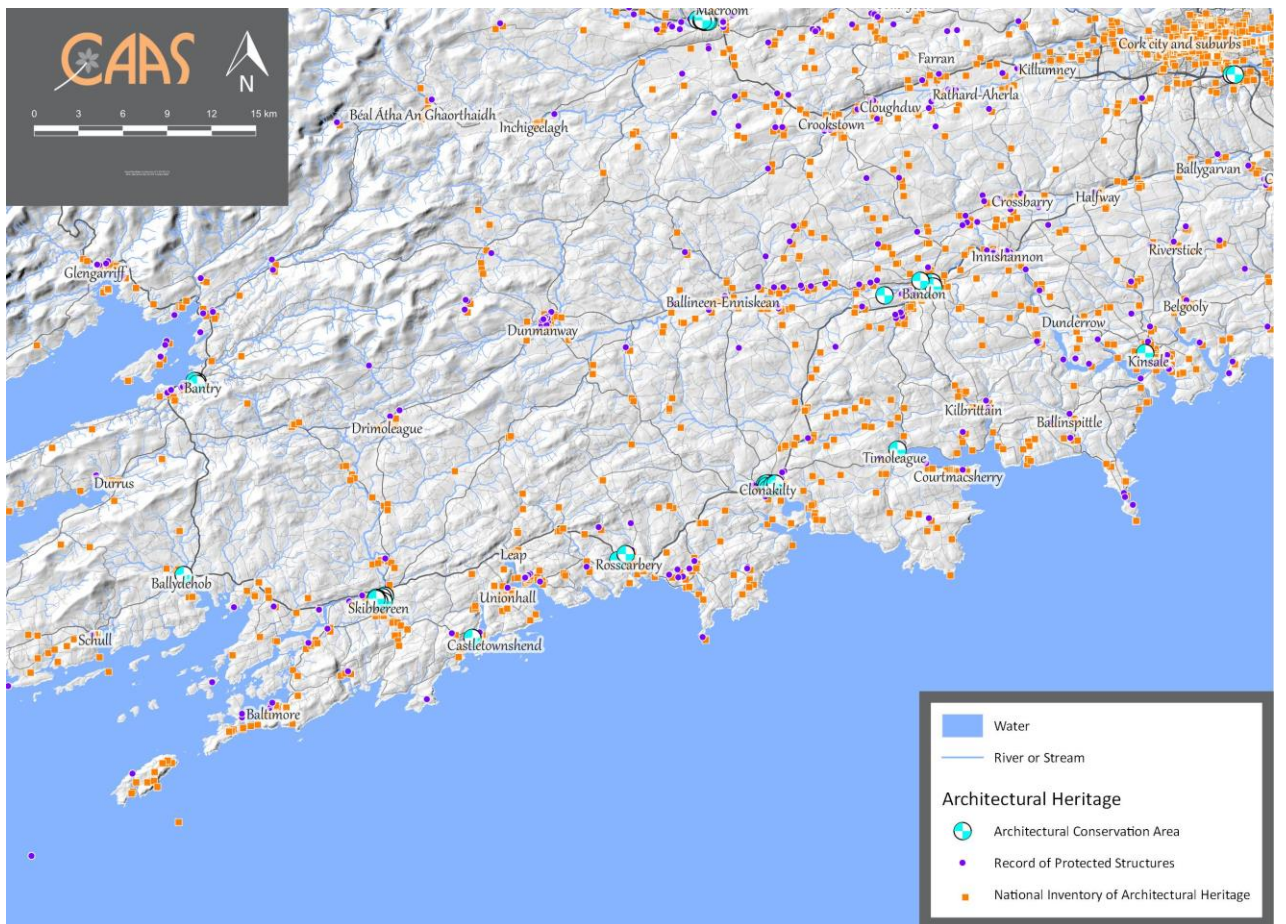 Macroom
CAAS
N
Cork city and suburbs
Farran
Killumney
0 3 6 9 12 15 km
Rathard-Aherla
Cloughduv
Béal Átha An Ghaorthaidh
Inchigeelagh
Crookstown
Ballygarvan
Halfway
Crossbarry
Riverstick
Innishannon
Glengarriff
Bandon
Ballineen-Enniskean
Belgooly
Dunmanway
Dunderrow
Kinsale
Bantry
Kilbrittain
Ballinspittle
Drimoleague
Timoleague
Courtmacsherry
Durrus
Clonakilty
Leap
Rosscarbery
Ballydehob
Unionhall
Skibbereen
Schull
Castletownshend
Baltimore
Water
River or Stream
Architectural Heritage
Architectural Conservation Area
Record of Protected Structures
National Inventory of Architectural Heritage